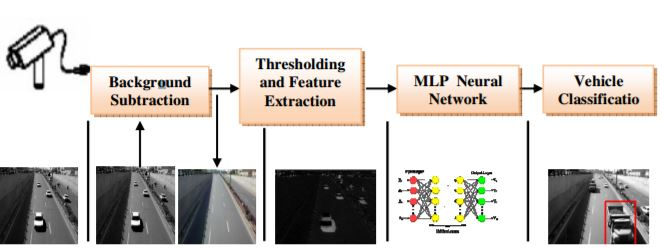 Background
Subtraction
Thresholding
and Feature
Extraction
MLP Neural
Network
Vehicle
Classificatio